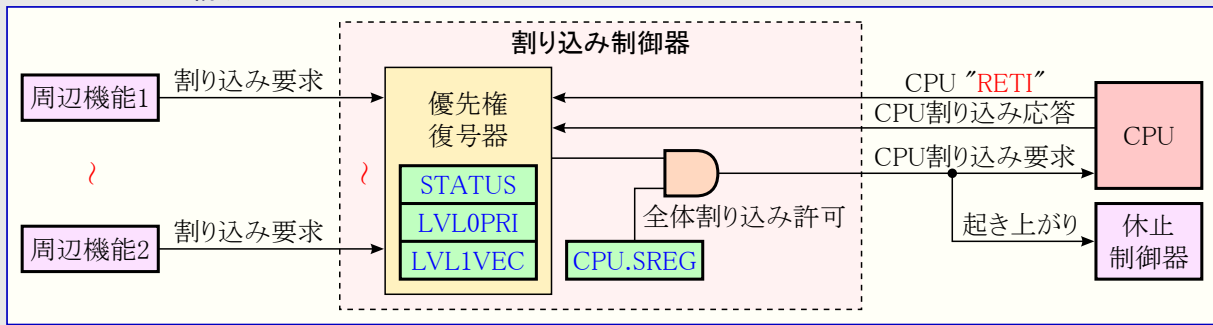 割り込み制御器
周辺機能1
割り込み要求
周辺機能2
割り込み要求
優先権
復号器
STATUS
LVL0PRI
LVL1VEC
CPU.SREG
全体割り込み許可
CPU "RETI"
CPU割り込み応答
CPU割り込み要求
CPU
起き上がり
休止
制御器